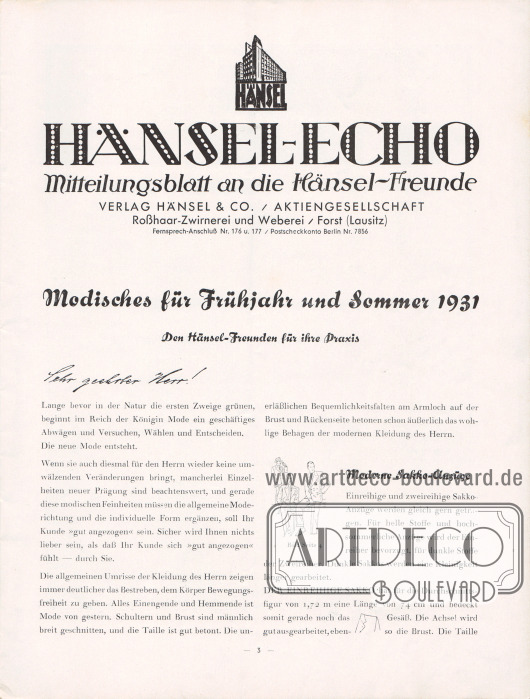 HÄNSEL
HÄNSEL-ECHO
Mitteilungsblatt an die Hänsel-Freunde
VERLAG HÄNSEL & CO. / AKTIENGESELLSCHAFT
Roßhaar-Zwirnerei und Weberei / Forst (Lausitz)
Fernsprech-Anschluß Nr. 176 u. 177 / Postscheckkonto Berlin Nr. 7856
Modisches für Frühjahr und Sommer 1931
Den Hänsel-Freunden für ihre Praxis
Sehr geehrter Herr!
Lange bevor in der Natur die ersten Zweige grünen,
beginnt im Reich der Königin Mode ein geschäftiges
Abwägen und Versuchen, Wählen und Entscheiden.
Die neue Mode entsteht.
Wenn sie auch diesmal für den Herrn wieder keine um-
wälzenden Veränderungen bringt, mancherlei Einzel-
heiten neuer Prägung sind beachtenswert, und gerade
diese modischen Feinheiten müssen die allgemeine Mode-
richtung und die individuelle Form ergänzen, soll Ihr
Kunde »gut angezogen« sein. Sicher wird Ihnen nichts
lieber sein, als daß Ihr Kunde sich »gut angezogen«
fühlt — durch Sie.
Die allgemeinen Umrisse der Kleidung des Herrn zeigen
immer deutlicher das Bestreben, dem Körper Bewegungs-
freiheit zu geben. Alles Einengende und Hemmende ist
Mode von gestern. Schultern und Brust sind männlich
breit geschnitten, und die Taille ist gut betont. Die un-
erläßlichen Bequemlichkeitsfalten am Armloch auf der
Brust und Rückenseite betonen schon äußerlich das woh-
lige Behagen der modernen Kleidung des Herrn.
Moderne Sakko-Anzüge
www.artdeco-boulevard.de
Einreihige und zweireihige Sakko-
Anzüge werden gleich gern getra-
gen. Für helle Stoffe und hoch-
ARTDECO
BOULEVARD
figur von 1,72 m eine Länge von 74 cm und bedeckt
somit gerade noch das Gesäß. Die Achsel wird
gut ausgearbeitet, eben- so die Brust. Die Taille
— 3 —